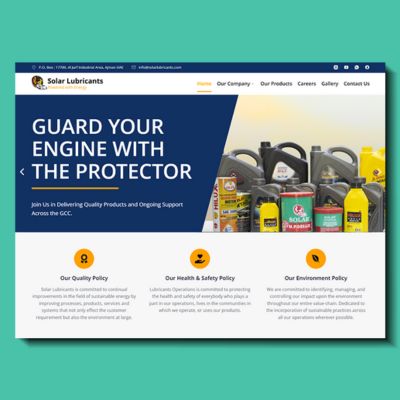 P.O. Box : 17799, Al Jurf Industrial Area, Ajman-UAE info@solarlubricants.com
Solar Lubricants
Powered with Energy
Home Our Company Our Products Careers Gallery Contact Us
GUARD YOUR
ENGINE WITH
THE PROTECTOR
Join Us in Delivering Quality Products and Ongoing Support
Across the GCC.
SOLAR
Our Quality Policy
Solar Lubricants is committed to continual
improvements in the field of sustainable energy by
improving processes, products, services and
systems that not only effect the customer
requirement but also the environment at large.
Our Health & Safety Policy
Lubricants Operations is committed to protecting
the health and safety of everybody who plays a
part in our operations, lives in the communities in
which we operate, or uses our products.
Our Environment Policy
We are committed to identifying, managing, and
controlling our impact upon the environment
throughout our entire value-chain. Dedicated to
the incorporation of sustainable practices across
all our operations wherever possible.